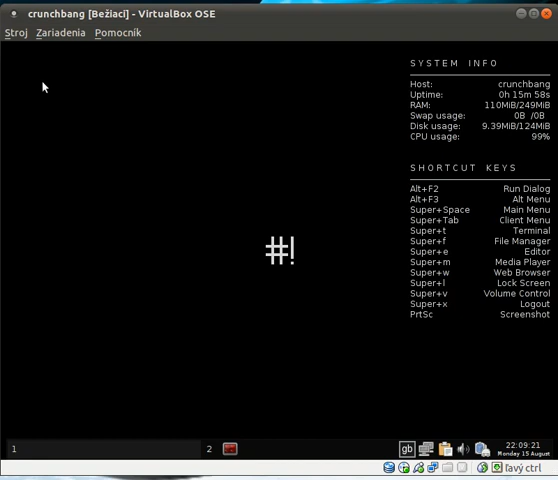 crunchbang [Bežiaci] - VirtualBox OSE
Stroj Zariadenia Pomocník
SYSTEM INFO
Host: crunchbang
Uptime: 0h 15m 58s
RAM: 110MiB/249MiB
Swap usage: 0B /0B
Disk usage: 9.39MiB/124MiB
CPU usage: 99%
SHORTCUT KEYS
Alt+F2 Run Dialog
Alt+F3 Alt Menu
Super+Space Main Menu
Super+Tab Client Menu
Super+t Terminal
Super+f File Manager
Super+e Editor
Super+m Media Player
Super+w Web Browser
Super+l Lock Screen
Super+v Volume Control
Super+x Logout
PrtSc Screenshot
#!
1 2 gb 22:09:21
Monday 15 August
ľavý ctrl